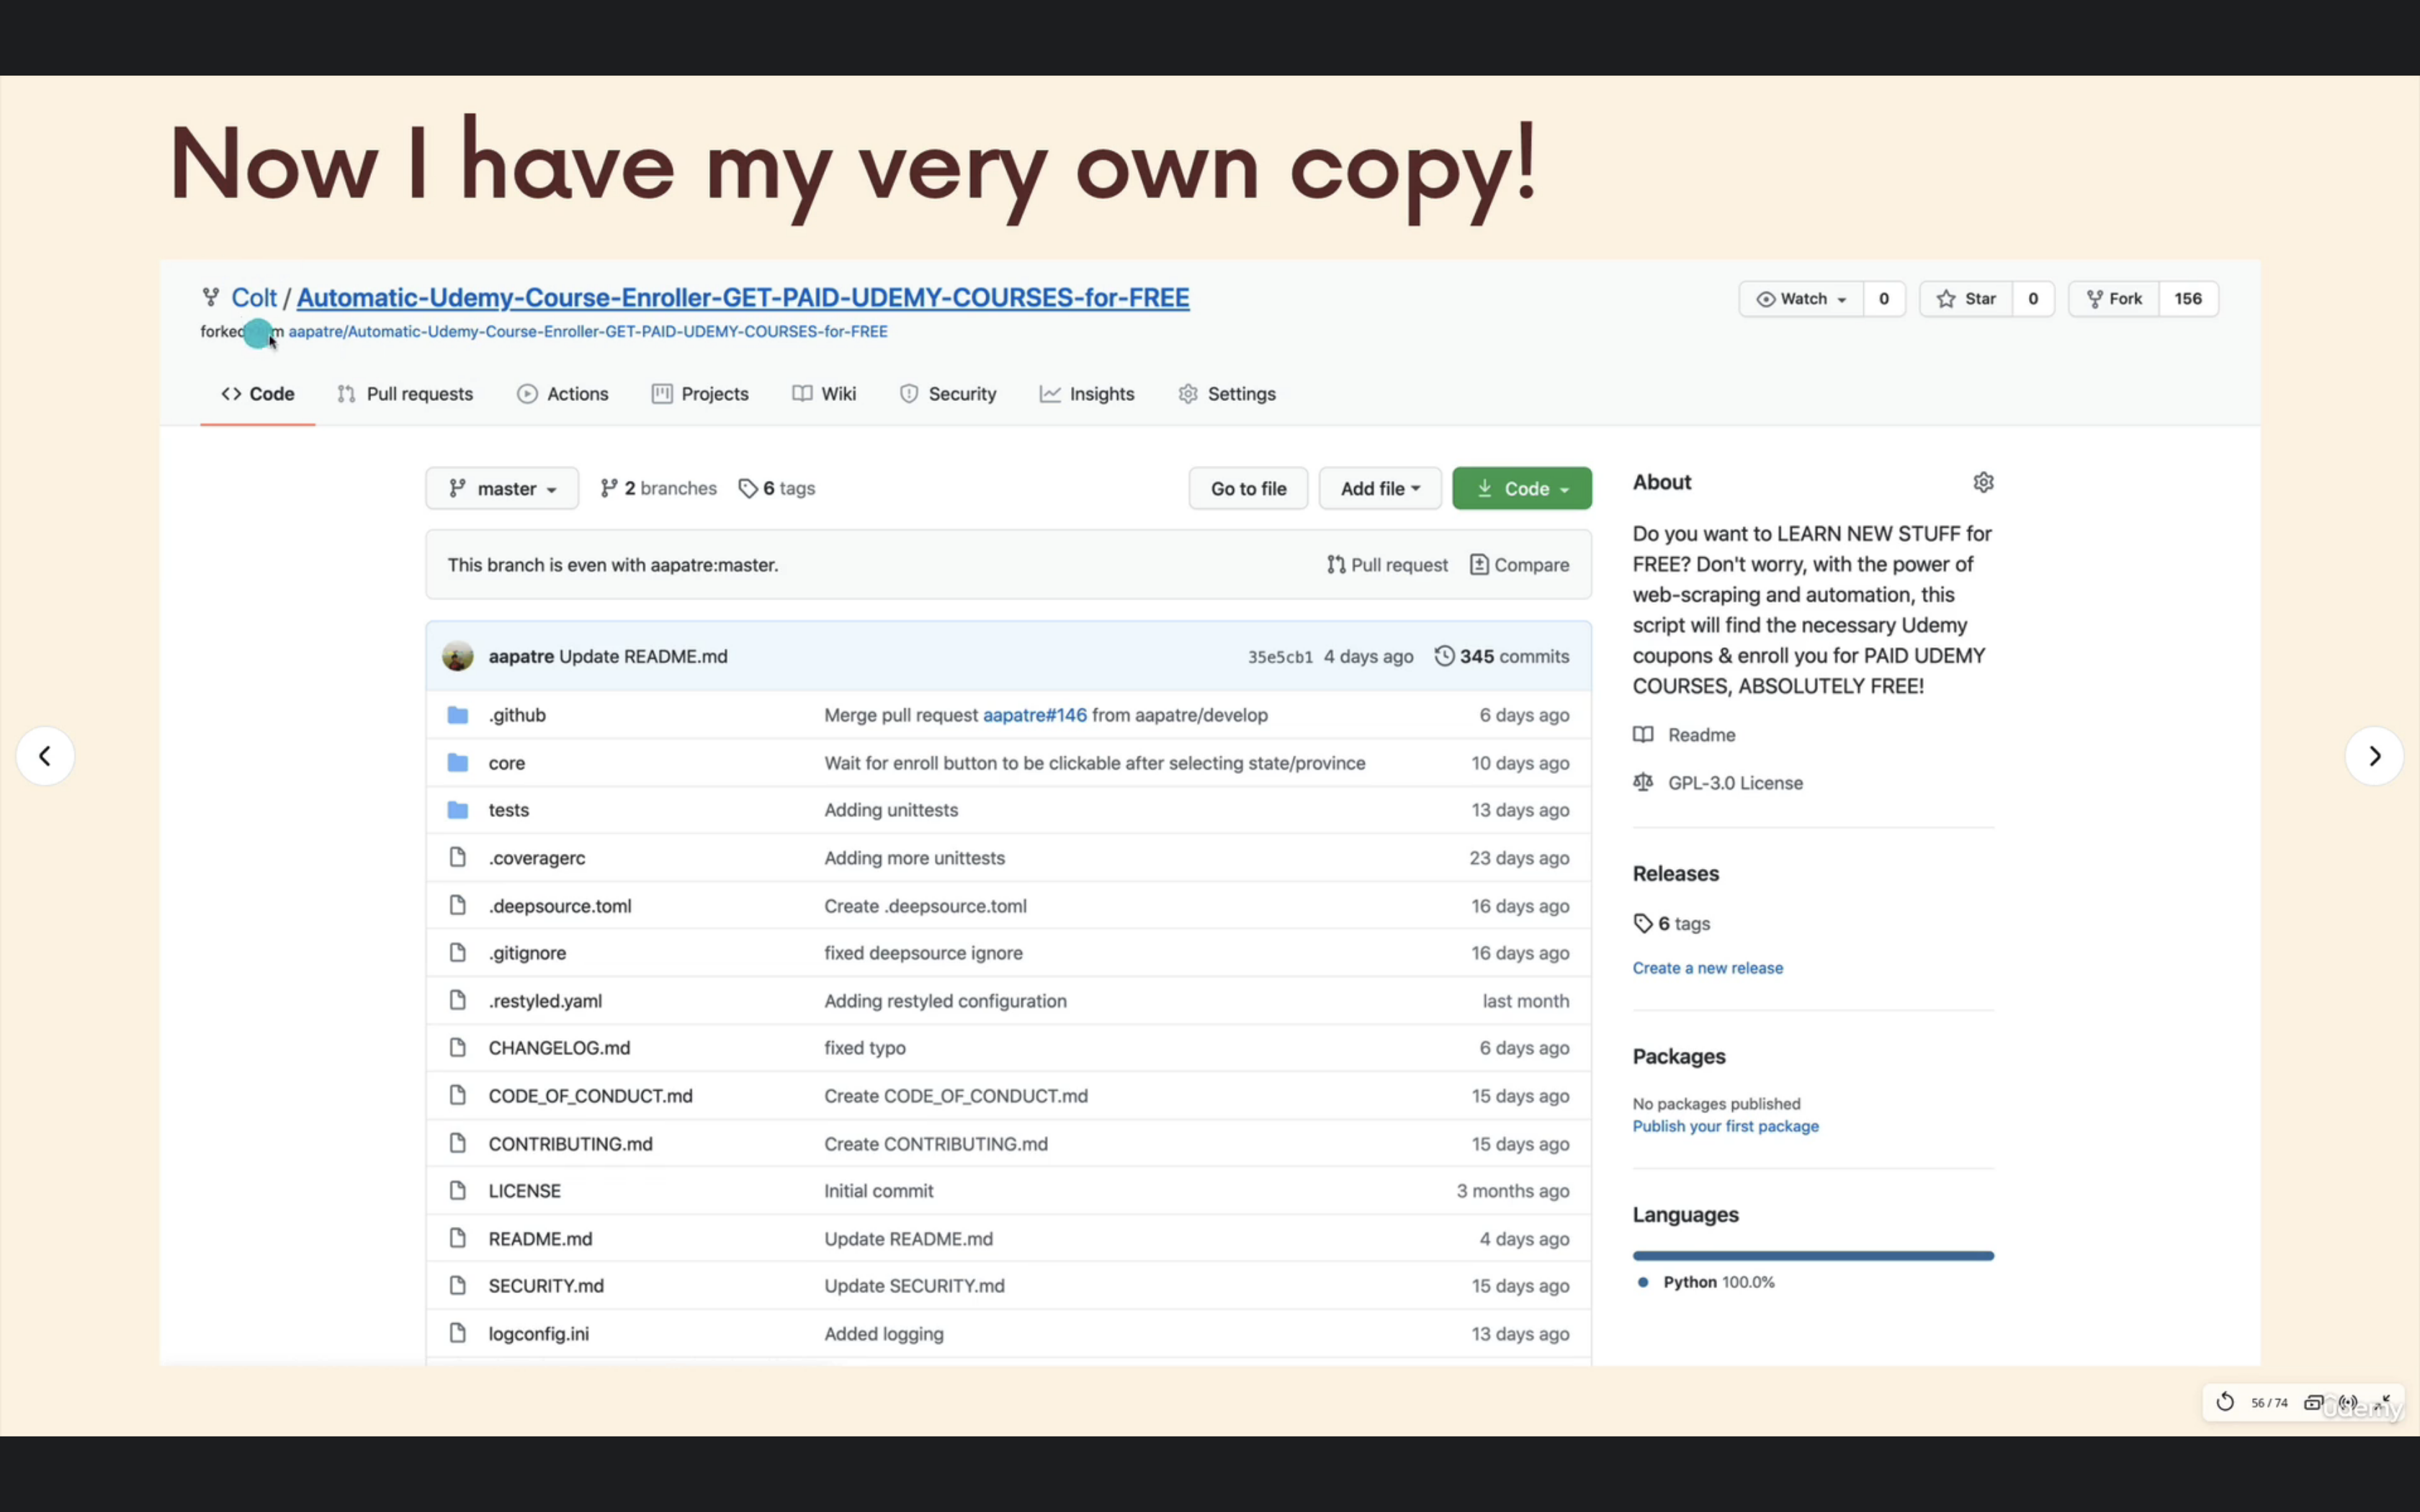 Now I have my very own copy!
Colt / Automatic-Udemy-Course-Enroller-GET-PAID-UDEMY-COURSES-for-FREE
Watch 0 Star 0 Fork 156
forked aapatre/Automatic-Udemy-Course-Enroller-GET-PAID-UDEMY-COURSES-for-FREE
Code Pull requests Actions Projects Wiki Security Insights Settings
master 2 branches 6 tags Go to file Add file Code
This branch is even with aapatre:master. Pull request Compare
aapatre Update README.md 35e5cb1 4 days ago 345 commits
.github Merge pull request aapatre#146 from aapatre/develop 6 days ago
core Wait for enroll button to be clickable after selecting state/province 10 days ago
tests Adding unittests 13 days ago
.coveragerc Adding more unittests 23 days ago
.deepsource.toml Create .deepsource.toml 16 days ago
.gitignore fixed deepsource ignore 16 days ago
.restyled.yaml Adding restyled configuration last month
CHANGELOG.md fixed typo 6 days ago
CODE_OF_CONDUCT.md Create CODE_OF_CONDUCT.md 15 days ago
CONTRIBUTING.md Create CONTRIBUTING.md 15 days ago
LICENSE Initial commit 3 months ago
README.md Update README.md 4 days ago
SECURITY.md Update SECURITY.md 15 days ago
logconfig.ini Added logging 13 days ago
About
Do you want to LEARN NEW STUFF for
FREE? Don't worry, with the power of
web-scraping and automation, this
script will find the necessary Udemy
coupons & enroll you for PAID UDEMY
COURSES, ABSOLUTELY FREE!
Readme
GPL-3.0 License
Releases
6 tags
Create a new release
Packages
No packages published
Publish your first package
Languages
Python 100.0%
56 / 74
Udemy